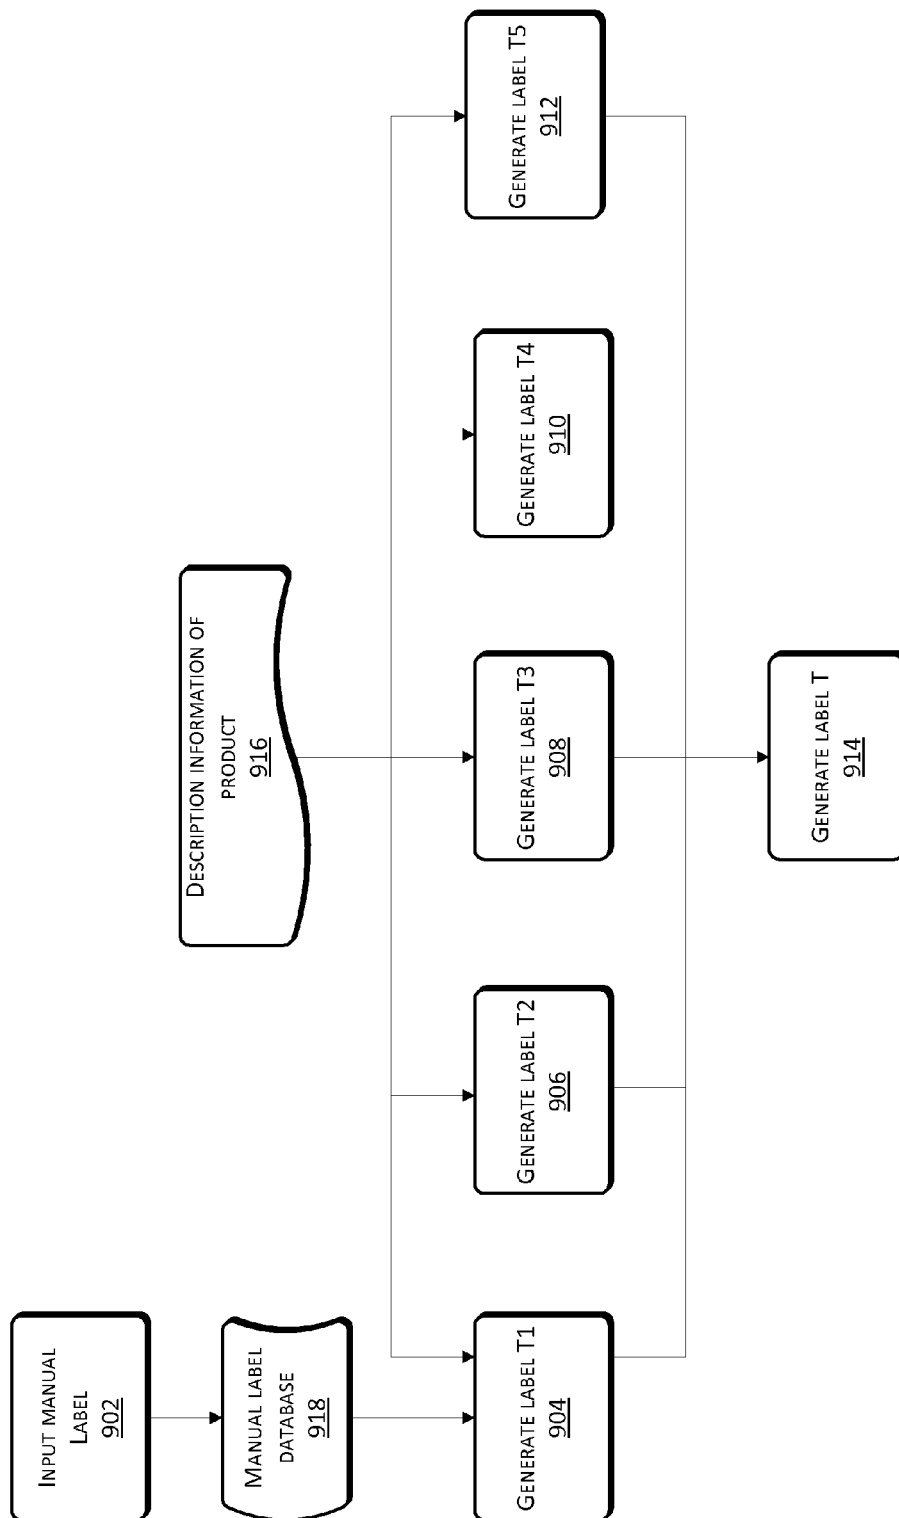 INPUT MANUAL
LABEL
902
MANUAL LABEL
DATABASE
918
DESCRIPTION INFORMATION OF
PRODUCT
916
GENERATE LABEL T1
904
GENERATE LABEL T2
906
GENERATE LABEL T3
908
GENERATE LABEL T4
910
GENERATE LABEL T5
912
GENERATE LABEL T
914